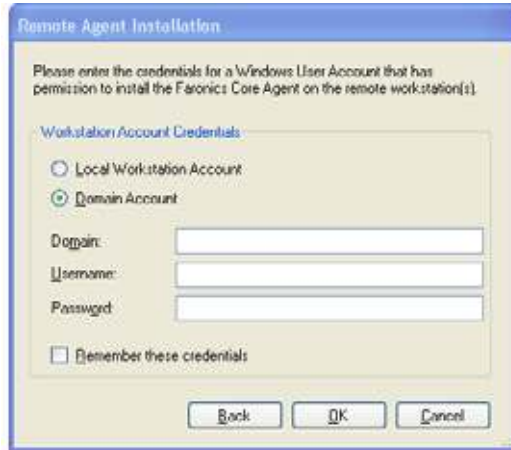 Remote Agent Installation
Please enter the credentials for a Windows User Account that has
permission to install the Faronics Core Agent on the remote workstation(s).
Workstation Account Credentials
Local Workstation Account
Domain Account
Domain:
Username:
Password:
Remember these credentials
Back OK Cancel